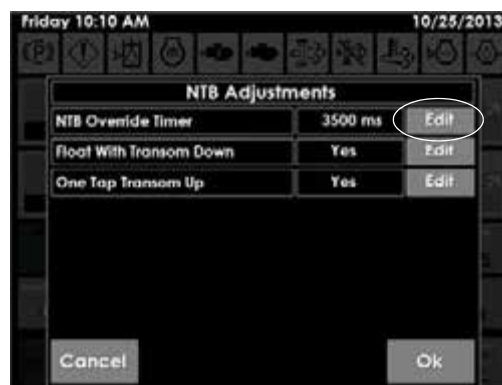 Friday 10:10 AM 10/25/2013
NTB Adjustments
NTB Override Timer 3500 ms Edit
Float With Transom Down Yes Edit
One Tap Transom Up Yes Edit
Cancel Ok